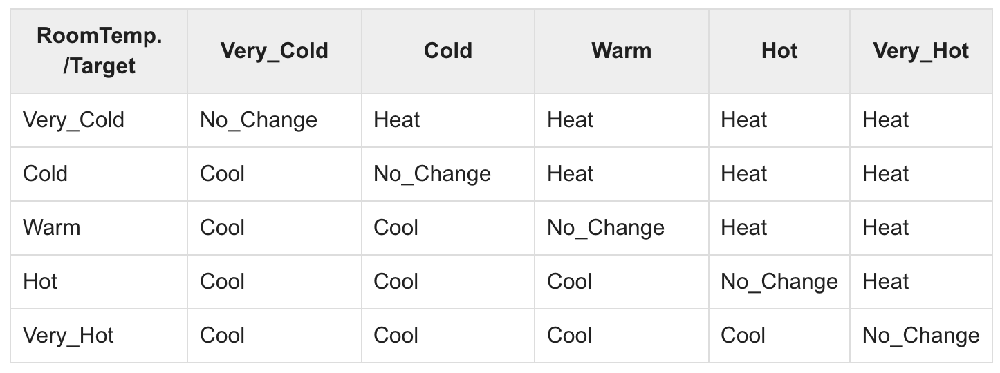 RoomTemp.
/Target
Very_Cold
Cold
Warm
Hot
Very_Hot
Very_Cold No_Change Heat Heat Heat Heat
Cold Cool No_Change Heat Heat Heat
Warm Cool Cool No_Change Heat Heat
Hot Cool Cool Cool No_Change Heat
Very_Hot Cool Cool Cool Cool No_Change